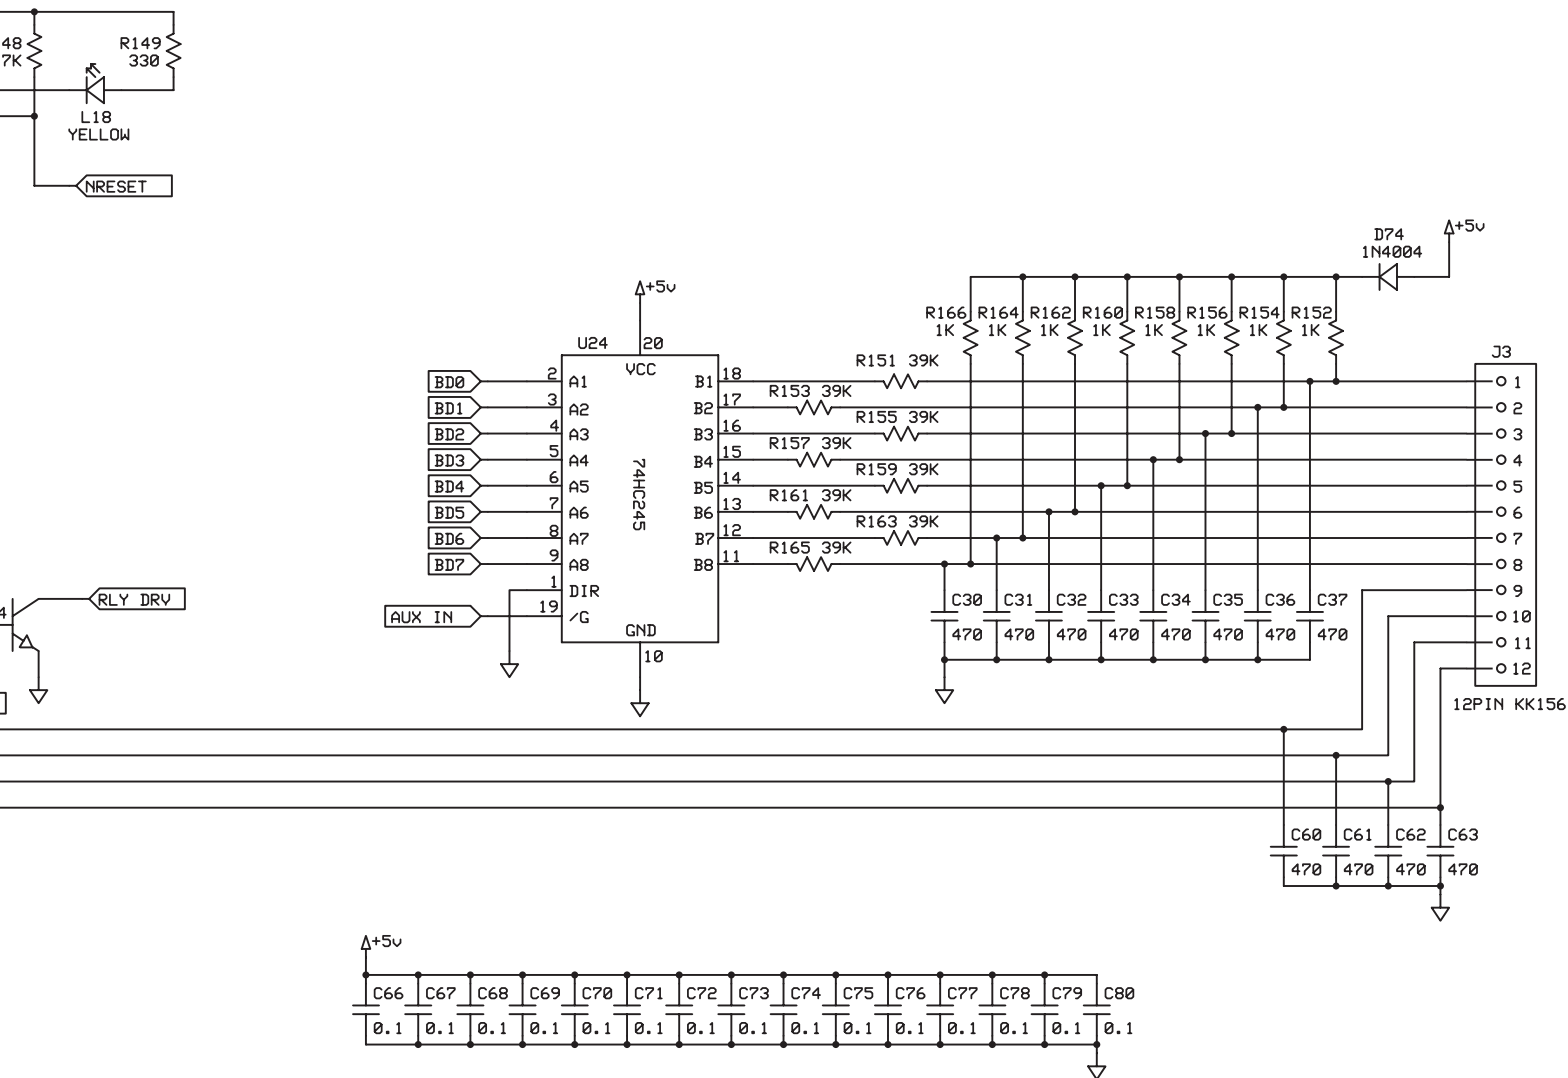 48
7K
R149
330
L18
YELLOW
NRESET
+5v
D74
1N4004
+5v
R166 R164 R162 R160 R158 R156 R154 R152
1K 1K 1K 1K 1K 1K 1K 1K
U24
20
VCC
J3
R151 39K
BD0 2 A1 B1 18 1
R153 39K
BD1 3 A2 B2 17 2
R155 39K
BD2 4 A3 B3 16 3
R157 39K
BD3 5 A4 B4 15 4
R159 39K
BD4 6 A5 B5 14 5
R161 39K
BD5 7 A6 B6 13 6
R163 39K
BD6 8 A7 B7 12 7
R165 39K
BD7 9 A8 B8 11 8
74HC245
1 DIR
9
AUX IN 19 /G
10
GND
10
11
12
C30 C31 C32 C33 C34 C35 C36 C37
470 470 470 470 470 470 470 470
12PIN KK156
4
RLY DRV
C60 C61 C62 C63
470 470 470 470
+5v
C66 C67 C68 C69 C70 C71 C72 C73 C74 C75 C76 C77 C78 C79 C80
0.1 0.1 0.1 0.1 0.1 0.1 0.1 0.1 0.1 0.1 0.1 0.1 0.1 0.1 0.1